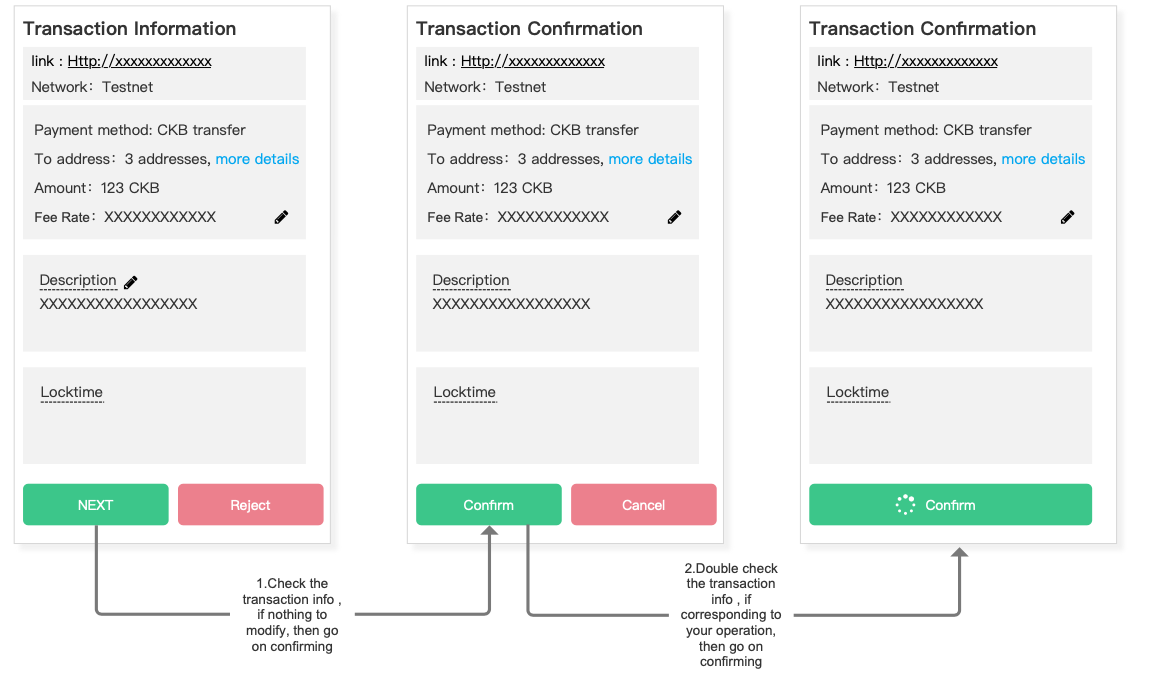 Transaction Information
link : Http://xxxxxxxxxxxxx
Network：Testnet
Payment method: CKB transfer
To address：3 addresses, more details
Amount：123 CKB
Fee Rate：XXXXXXXXXXXX
Description
XXXXXXXXXXXXXXXXX
Locktime
NEXT
Reject
Transaction Confirmation
link : Http://xxxxxxxxxxxxx
Network：Testnet
Payment method: CKB transfer
To address：3 addresses, more details
Amount：123 CKB
Fee Rate：XXXXXXXXXXXX
Description
XXXXXXXXXXXXXXXXX
Locktime
Confirm
Cancel
Transaction Confirmation
link : Http://xxxxxxxxxxxxx
Network：Testnet
Payment method: CKB transfer
To address：3 addresses, more details
Amount：123 CKB
Fee Rate：XXXXXXXXXXXX
Description
XXXXXXXXXXXXXXXXX
Locktime
Confirm
1.Check the
transaction info ,
if nothing to
modify, then go
on confirming
2.Double check
the transaction
info , if
corresponding to
your operation,
then go on
confirming